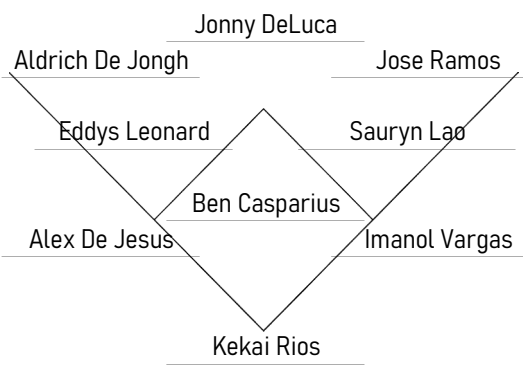 Jonny DeLuca
Aldrich De Jongh
Jose Ramos
Eddys Leonard
Sauryn Lao
Ben Casparius
Alex De Jesus
Imanol Vargas
Kekai Rios